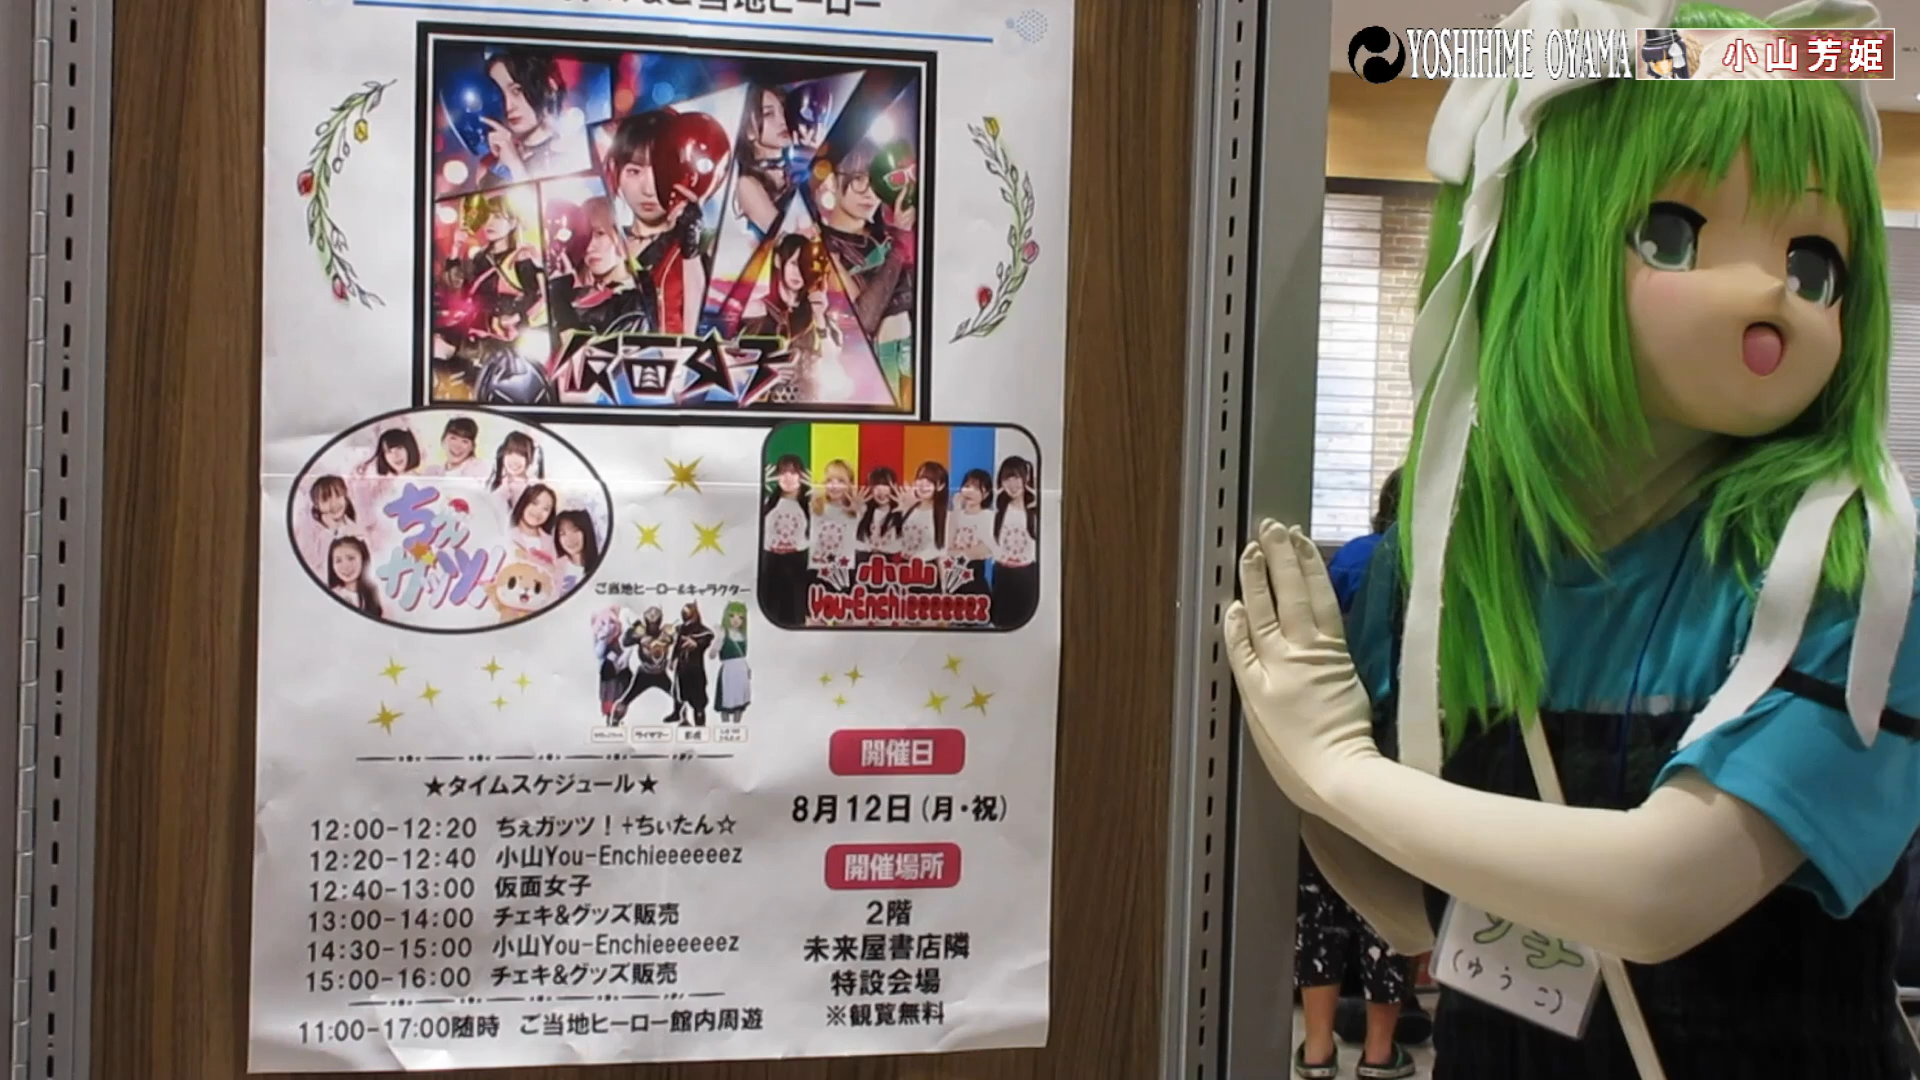 YOSHIHIME OYAMA 小山芳姫
仮面女子
ちぇ
ガッツ!
小山
You-Enchieeeeeez
ご当地ヒーロー&キャラクター
ライヤマー
★タイムスケジュール★
12:00-12:20 ちぇガッツ!+ちぃたん☆
12:20-12:40 小山You-Enchieeeeeez
12:40-13:00 仮面女子
13:00-14:00 チェキ&グッズ販売
14:30-15:00 小山You-Enchieeeeeez
15:00-16:00 チェキ&グッズ販売
11:00-17:00随時 ご当地ヒーロー館内周遊
開催日
8月12日(月・祝)
開催場所
2階
未来屋書店隣
特設会場
※観覧無料
(ゆうこ)